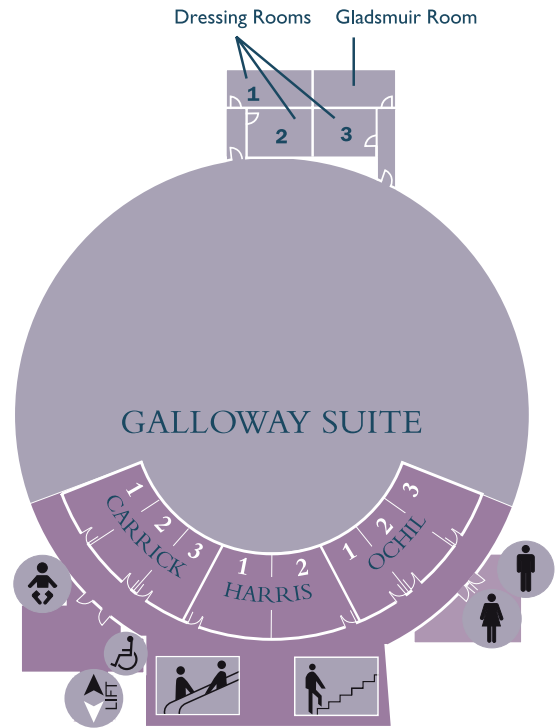 Dressing Rooms
Gladsmuir Room
1
2
3
GALLOWAY SUITE
1
2
3
CARRICK
1
2
HARRIS
1
2
3
OCHIL
LIFT